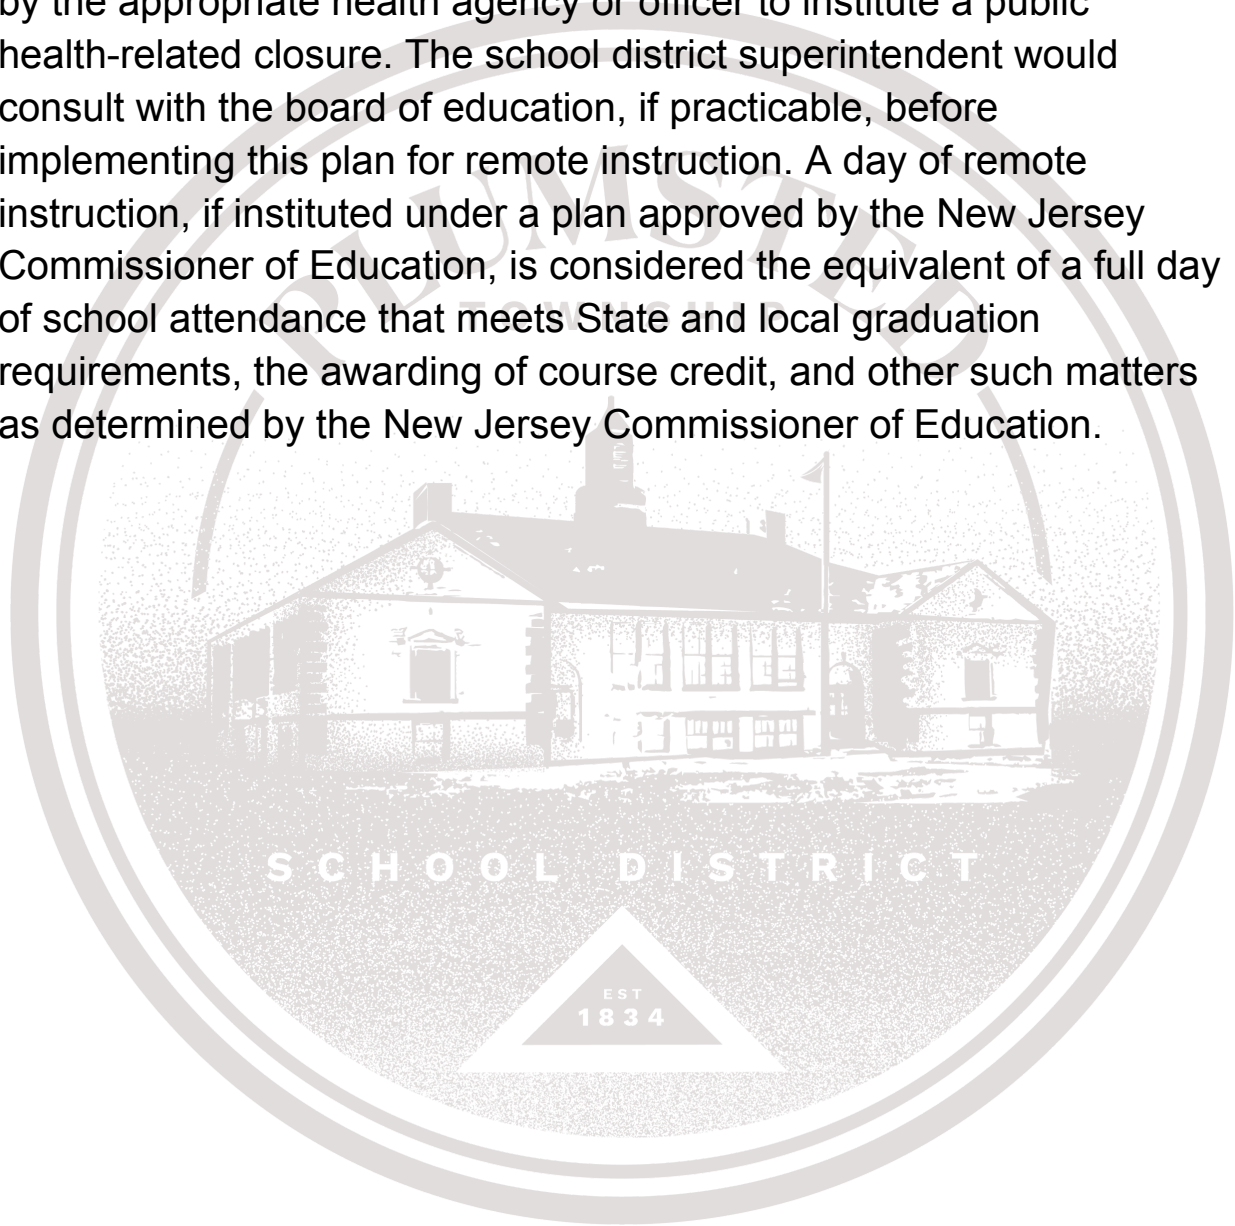 by the appropriate health agency or officer to institute a public
health-related closure. The school district superintendent would
consult with the board of education, if practicable, before
implementing this plan for remote instruction. A day of remote
instruction, if instituted under a plan approved by the New Jersey
Commissioner of Education, is considered the equivalent of a full day
of school attendance that meets State and local graduation
requirements, the awarding of course credit, and other such matters
as determined by the New Jersey Commissioner of Education.
PLUMSTED
TOWNSHIP
SCHOOL DISTRICT
EST
1834